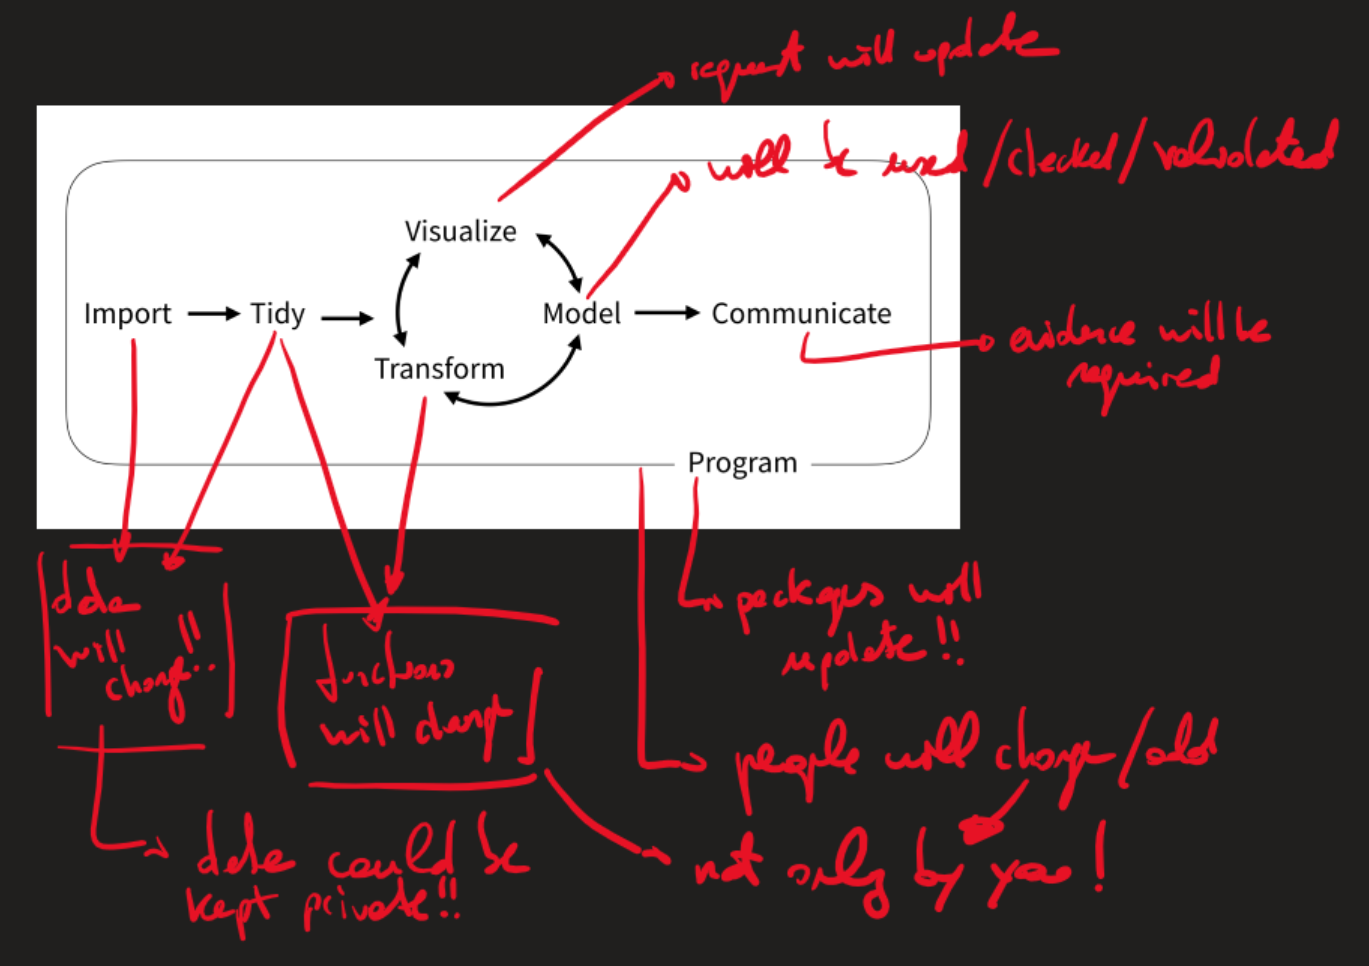 request will update
will be used/checked/validated
Visualize
Import Tidy Model Communicate
evidence will be
required
Transform
Program
data
will
change!!
functions
will change
packages will
update!!
people will change/add
data could be
kept private!!
not only by you!